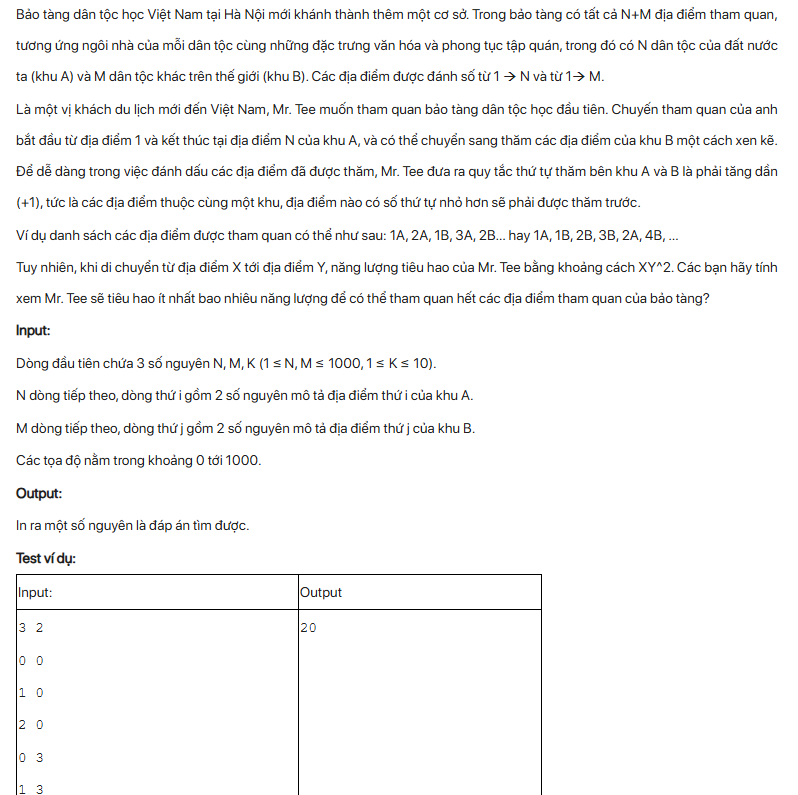 Bảo tàng dân tộc học Việt Nam tại Hà Nội mới khánh thành thêm một cơ sở. Trong bảo tàng có tất cả N+M địa điểm tham quan,
tương ứng ngôi nhà của mỗi dân tộc cùng những đặc trưng văn hóa và phong tục tập quán, trong đó có N dân tộc của đất nước
ta (khu A) và M dân tộc khác trên thế giới (khu B). Các địa điểm được đánh số từ 1 → N và từ 1→ M.
Là một vị khách du lịch mới đến Việt Nam, Mr. Tee muốn tham quan bảo tàng dân tộc học đầu tiên. Chuyến tham quan của anh
bắt đầu từ địa điểm 1 và kết thúc tại địa điểm N của khu A, và có thể chuyển sang thăm các địa điểm của khu B một cách xen kẽ.
Để dễ dàng trong việc đánh dấu các địa điểm đã được thăm, Mr. Tee đưa ra quy tắc thứ tự thăm bên khu A và B là phải tăng dần
(+1), tức là các địa điểm thuộc cùng một khu, địa điểm nào có số thứ tự nhỏ hơn sẽ phải được thăm trước.
Ví dụ danh sách các địa điểm được tham quan có thể như sau: 1A, 2A, 1B, 3A, 2B... hay 1A, 1B, 2B, 3B, 2A, 4B, ...
Tuy nhiên, khi di chuyển từ địa điểm X tới địa điểm Y, năng lượng tiêu hao của Mr. Tee bằng khoảng cách XY^2. Các bạn hãy tính
xem Mr. Tee sẽ tiêu hao ít nhất bao nhiêu năng lượng để có thể tham quan hết các địa điểm tham quan của bảo tàng?
Input:
Dòng đầu tiên chứa 3 số nguyên N, M, K (1 ≤ N, M ≤ 1000, 1 ≤ K ≤ 10).
N dòng tiếp theo, dòng thứ i gồm 2 số nguyên mô tả địa điểm thứ i của khu A.
M dòng tiếp theo, dòng thứ j gồm 2 số nguyên mô tả địa điểm thứ j của khu B.
Các tọa độ nằm trong khoảng 0 tới 1000.
Output:
In ra một số nguyên là đáp án tìm được.
Test ví dụ:
Input: Output
3 2 20
0 0
1 0
2 0
0 3
1 3